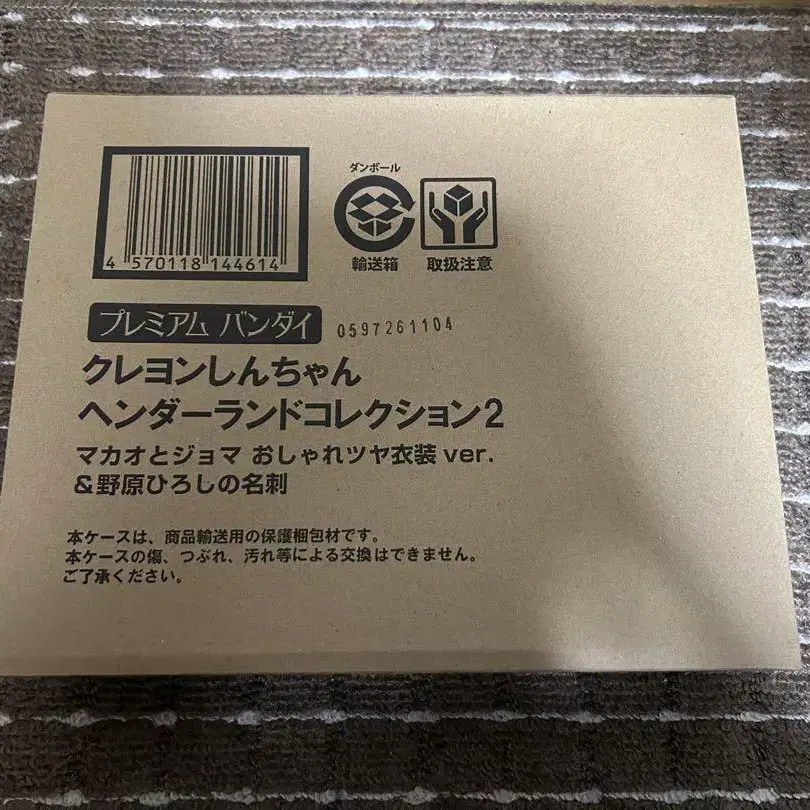 ダンボール
4 570118 144614
輸送箱 取扱注意
プレミアム バンダイ 0597261104
クレヨンしんちゃん
ヘンダーランドコレクション2
マカオとジョマ おしゃれツヤ衣装 ver.
&野原ひろしの名刺
本ケースは、商品輸送用の保護梱包材です。
本ケースの傷、つぶれ、汚れ等による交換はできません。
ご了承ください。